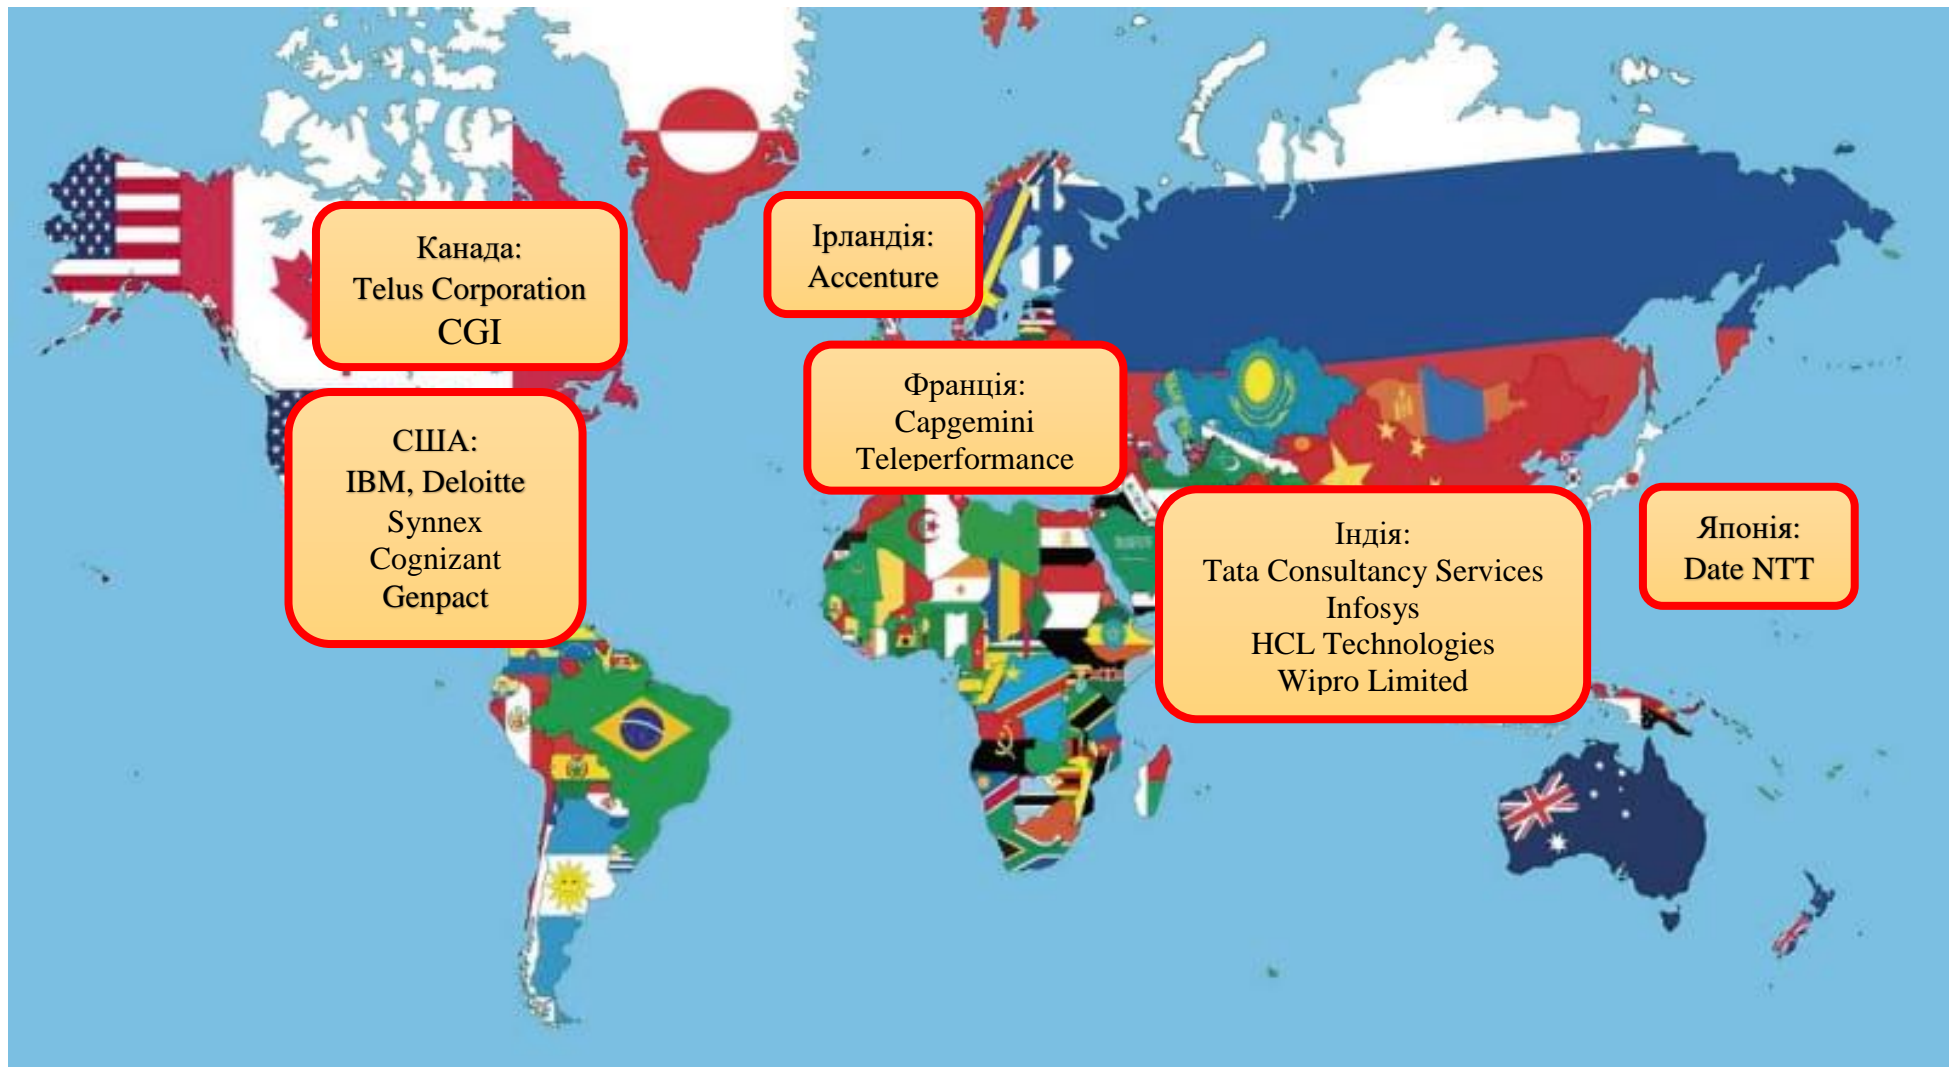 Канада:
Telus Corporation
CGI
Ірландія:
Accenture
Франція:
Capgemini
Teleperformance
США:
IBM, Deloitte
Synnex
Cognizant
Genpact
Індія:
Tata Consultancy Services
Infosys
HCL Technologies
Wipro Limited
Японія:
Date NTT